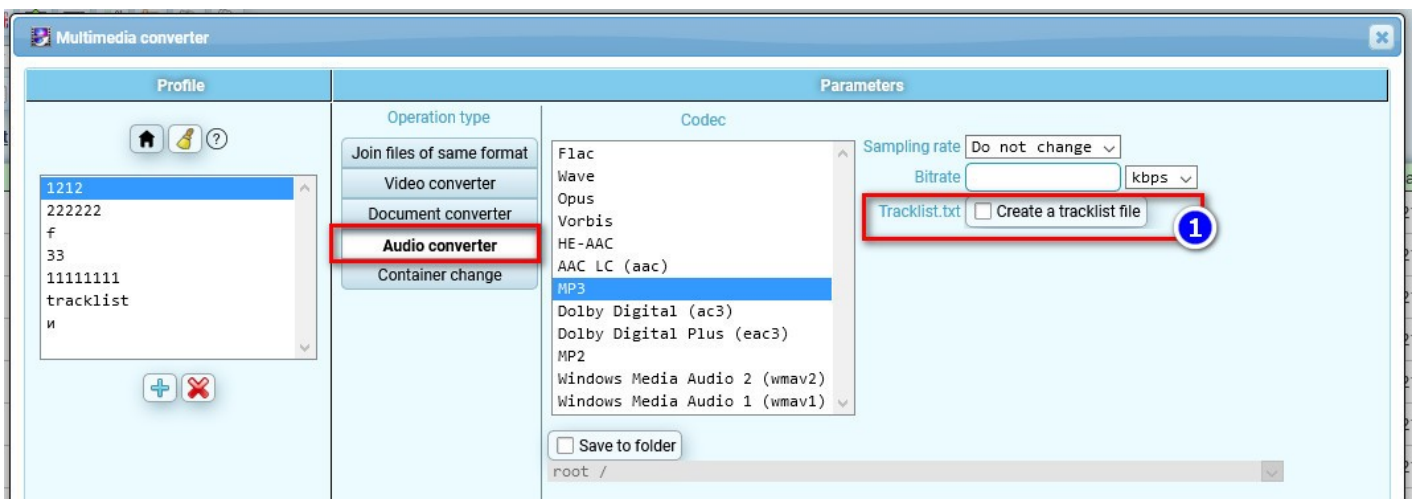 Multimedia converter
Profile
Parameters
Operation type
Codec
?
1212
222222
f
33
11111111
tracklist
и
Join files of same format
Video converter
Document converter
Audio converter
Container change
Flac
Wave
Opus
Vorbis
HE-AAC
AAC LC (aac)
MP3
Dolby Digital (ac3)
Dolby Digital Plus (eac3)
MP2
Windows Media Audio 2 (wmav2)
Windows Media Audio 1 (wmav1)
Sampling rate Do not change
Bitrate kbps
Tracklist.txt Create a tracklist file
1
Save to folder
root /